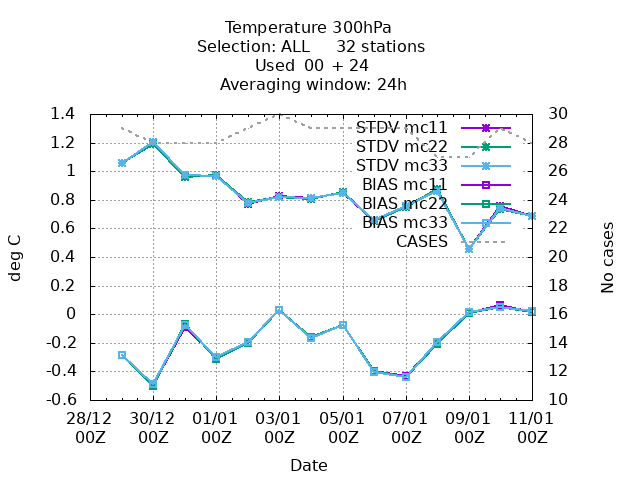 Temperature 300hPa
Selection: ALL 32 stations
Used 00 + 24
Averaging window: 24h
1.4
1.2
1
0.8
0.6
0.4
0.2
0
-0.2
-0.4
-0.6
deg C
30
28
26
24
22
20
18
16
14
12
10
No cases
STDV mc11
STDV mc22
STDV mc33
BIAS mc11
BIAS mc22
BIAS mc33
CASES
28/12 30/12 01/01 03/01 05/01 07/01 09/01 11/01
00Z 00Z 00Z 00Z 00Z 00Z 00Z 00Z
Date